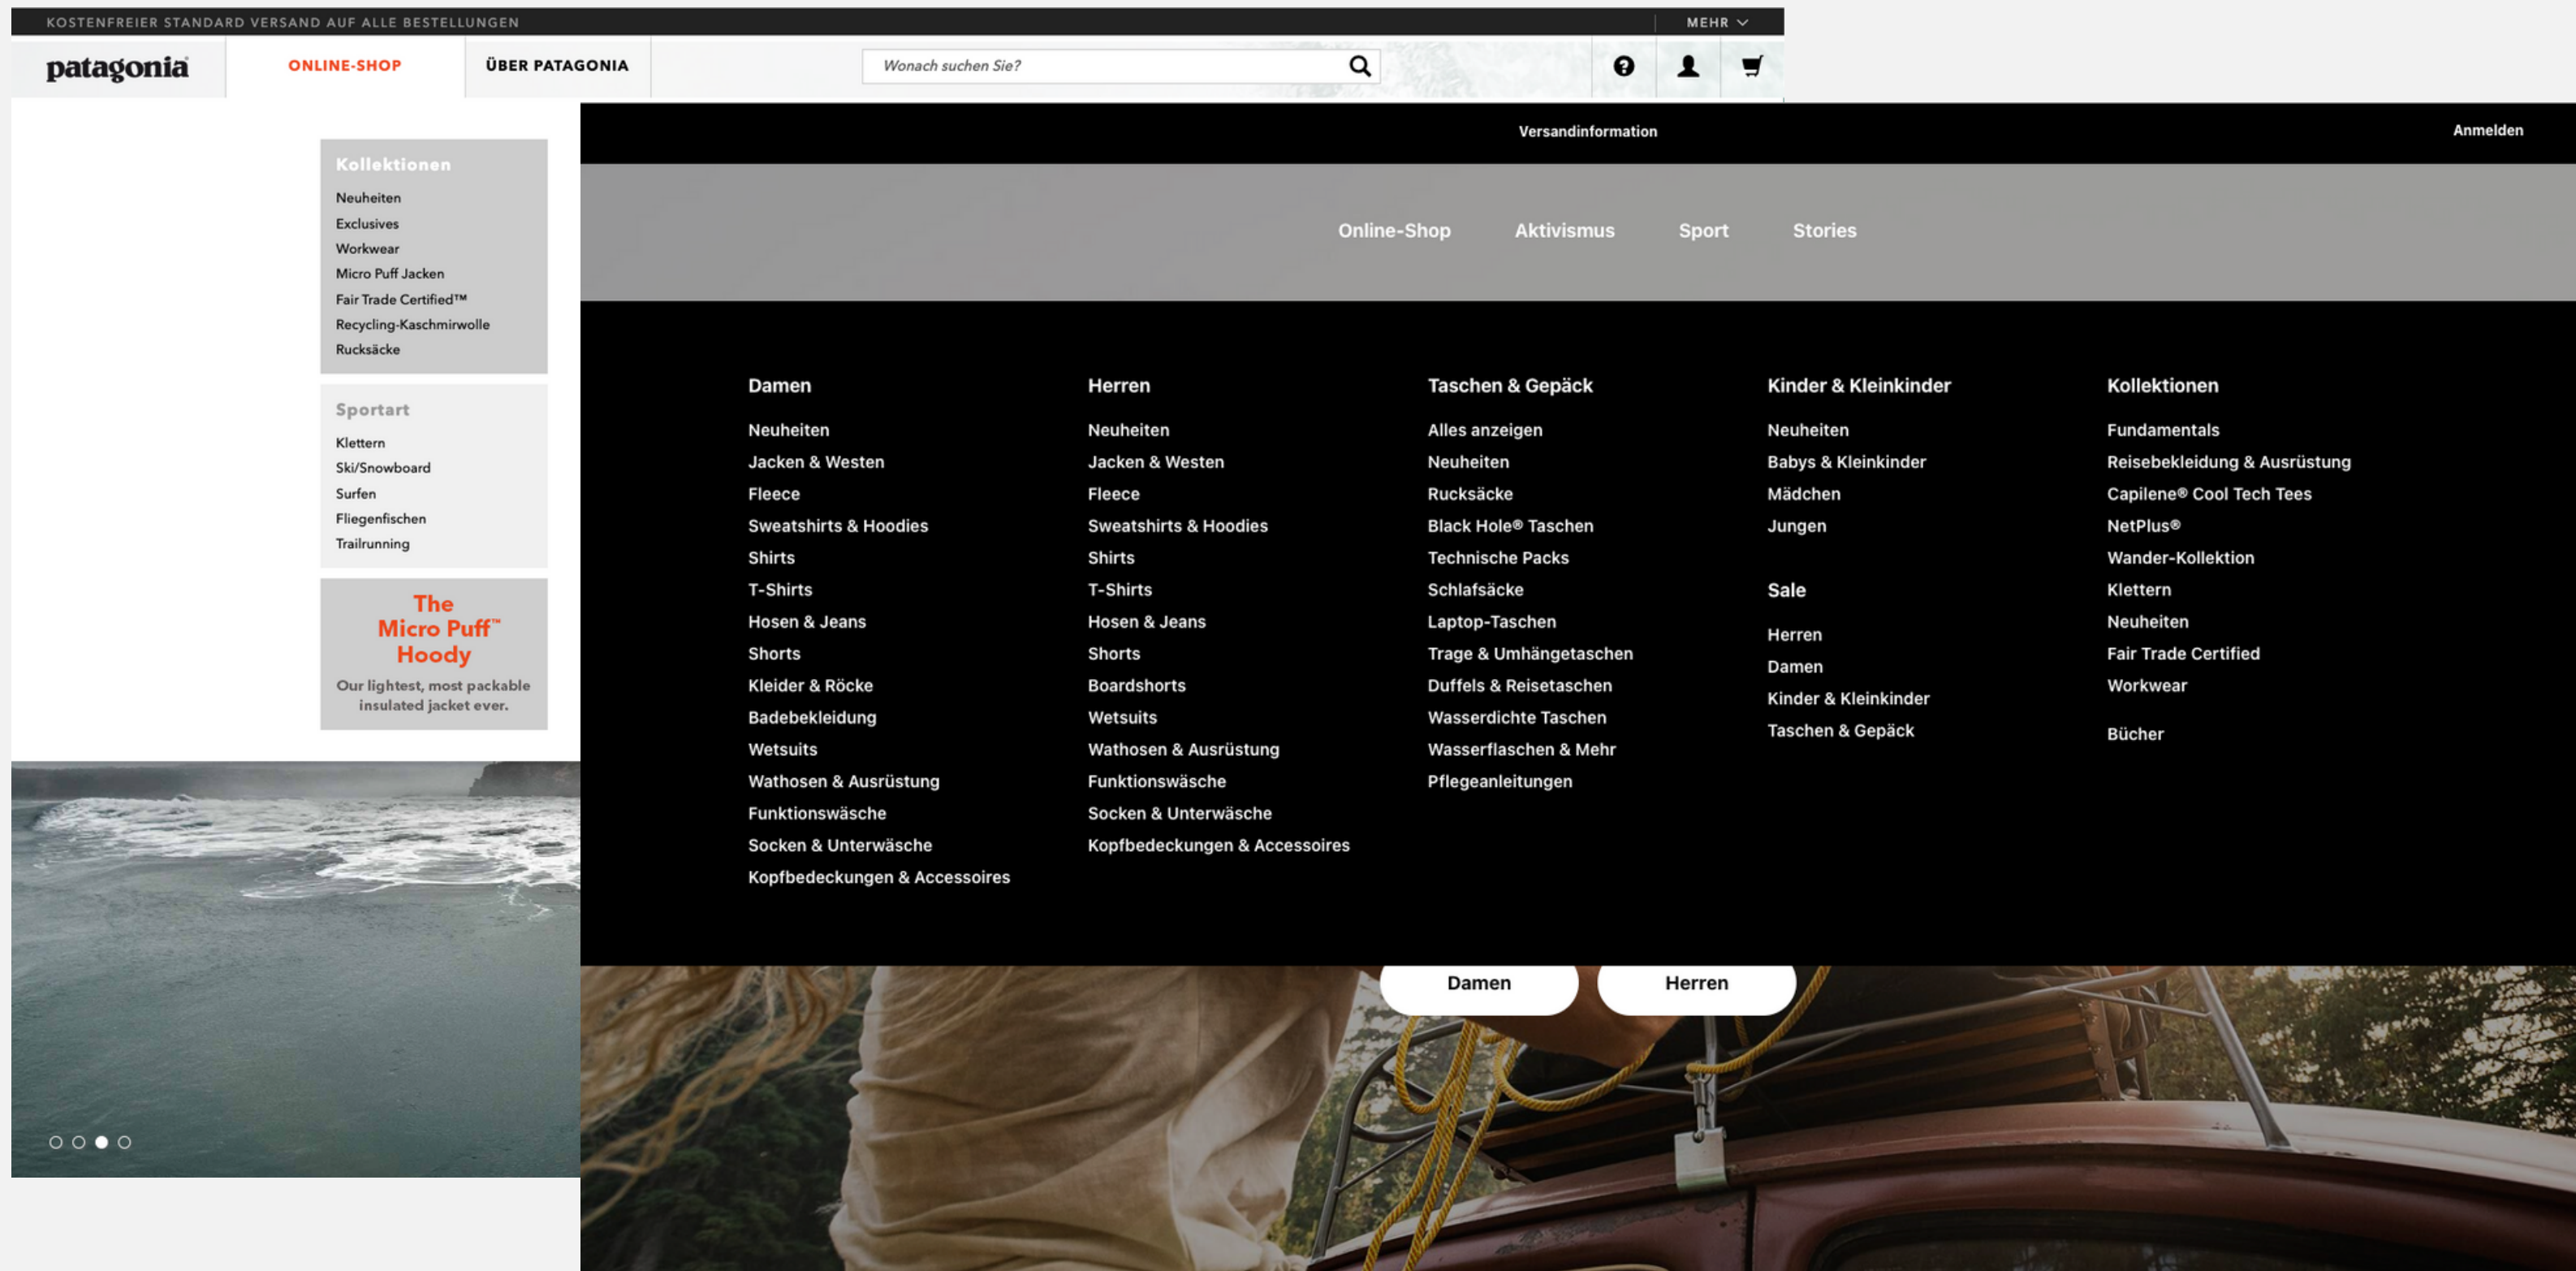 KOSTENFREIER STANDARD VERSAND AUF ALLE BESTELLUNGEN
MEHR
patagonia
ONLINE-SHOP
ÜBER PATAGONIA
Wonach suchen Sie?
Kollektionen
Neuheiten
Exclusives
Workwear
Micro Puff Jacken
Fair Trade Certified™
Recycling-Kaschmirwolle
Rucksäcke
Sportart
Klettern
Ski/Snowboard
Surfen
Fliegenfischen
Trailrunning
The
Micro Puff™
Hoody
Our lightest, most packable
insulated jacket ever.
Versandinformation
Anmelden
Online-Shop
Aktivismus
Sport
Stories
Damen
Neuheiten
Jacken & Westen
Fleece
Sweatshirts & Hoodies
Shirts
T-Shirts
Hosen & Jeans
Shorts
Kleider & Röcke
Badebekleidung
Wetsuits
Wathosen & Ausrüstung
Funktionswäsche
Socken & Unterwäsche
Kopfbedeckungen & Accessoires
Herren
Neuheiten
Jacken & Westen
Fleece
Sweatshirts & Hoodies
Shirts
T-Shirts
Hosen & Jeans
Shorts
Boardshorts
Wetsuits
Wathosen & Ausrüstung
Funktionswäsche
Socken & Unterwäsche
Kopfbedeckungen & Accessoires
Taschen & Gepäck
Alles anzeigen
Neuheiten
Rucksäcke
Black Hole® Taschen
Technische Packs
Schlafsäcke
Laptop-Taschen
Trage & Umhängetaschen
Duffels & Reisetaschen
Wasserdichte Taschen
Wasserflaschen & Mehr
Pflegeanleitungen
Kinder & Kleinkinder
Neuheiten
Babys & Kleinkinder
Mädchen
Jungen
Sale
Herren
Damen
Kinder & Kleinkinder
Taschen & Gepäck
Kollektionen
Fundamentals
Reisebekleidung & Ausrüstung
Capilene® Cool Tech Tees
NetPlus®
Wander-Kollektion
Klettern
Neuheiten
Fair Trade Certified
Workwear
Bücher
Damen
Herren